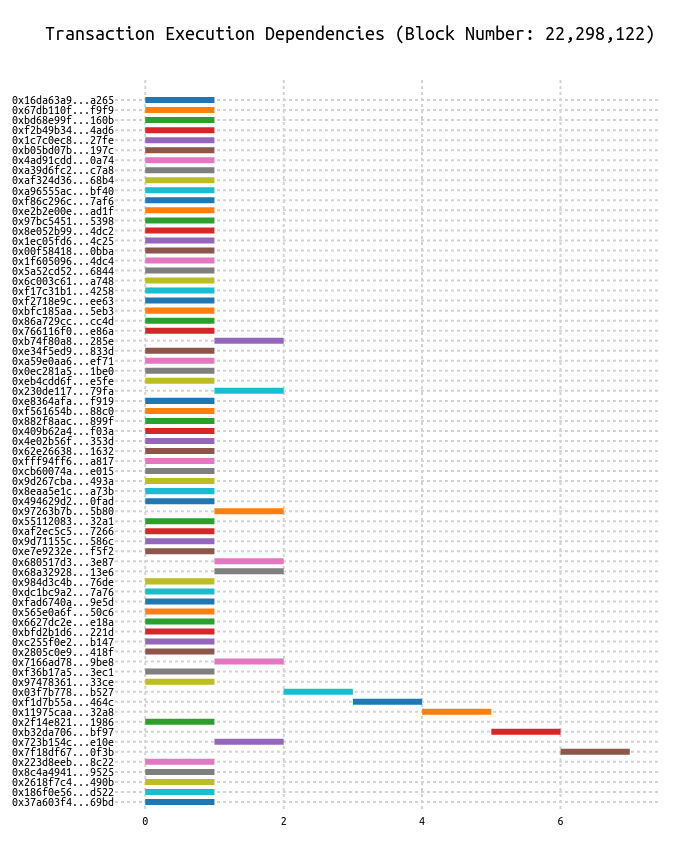 Transaction Execution Dependencies (Block Number: 22,298,122)
0x16da63a9...a265
0x67db110f...f9f9
0xbd68e99f...160b
0xf2b49b34...4ad6
0x1c7c0ec8...27fe
0xb05bd07b...197c
0x4ad91cdd...0a74
0xa39d6fc2...c7a8
0xaf324d36...68b4
0xa96555ac...bf40
0xf86c296c...7af6
0xe2b2e00e...ad1f
0x97bc5451...5398
0x8e052b99...4dc2
0x1ec05fd6...4c25
0x00f58418...0bba
0x1f605096...4dc4
0x5a52cd52...6844
0x6c003c61...a748
0xf17c31b1...4258
0xf2718e9c...ee63
0xbfc185aa...5eb3
0x86a729cc...cc4d
0x766116f0...e86a
0xb74f80a8...285e
0xe34f5ed9...833d
0xa59e0aa6...ef71
0x0ec281a5...1be0
0xeb4cdd6f...e5fe
0x230de117...79fa
0xe8364afa...f919
0xf561654b...88c0
0x882f8aac...899f
0x409b62a4...f03a
0x4e02b56f...353d
0x62e26638...1632
0xfff94ff6...a817
0xcb60074a...e015
0x9d267cba...493a
0x8eaa5e1c...a73b
0x494629d2...0fad
0x97263b7b...5b80
0x55112083...32a1
0xaf2ec5c5...7266
0x9d71155c...586c
0xe7e9232e...f5f2
0x680517d3...3e87
0x68a32928...13e6
0x984d3c4b...76de
0xdc1bc9a2...7a76
0xfad6740a...9e5d
0x565e0a6f...50c6
0x6627dc2e...e18a
0xbfd2b1d6...221d
0xc255f0e2...b147
0x2805c0e9...418f
0x7166ad78...9be8
0xf36b17a5...3ec1
0x97478361...33ce
0x03f7b778...b527
0xf1d7b55a...464c
0x11975caa...32a8
0x2f14e821...1986
0xb32da706...bf97
0x723b154c...e10e
0x7f18df67...0f3b
0x223d8eeb...8c22
0x8c4a4941...9525
0x2618f7c4...490b
0x186f0e56...d522
0x37a603f4...69bd
0 2 4 6